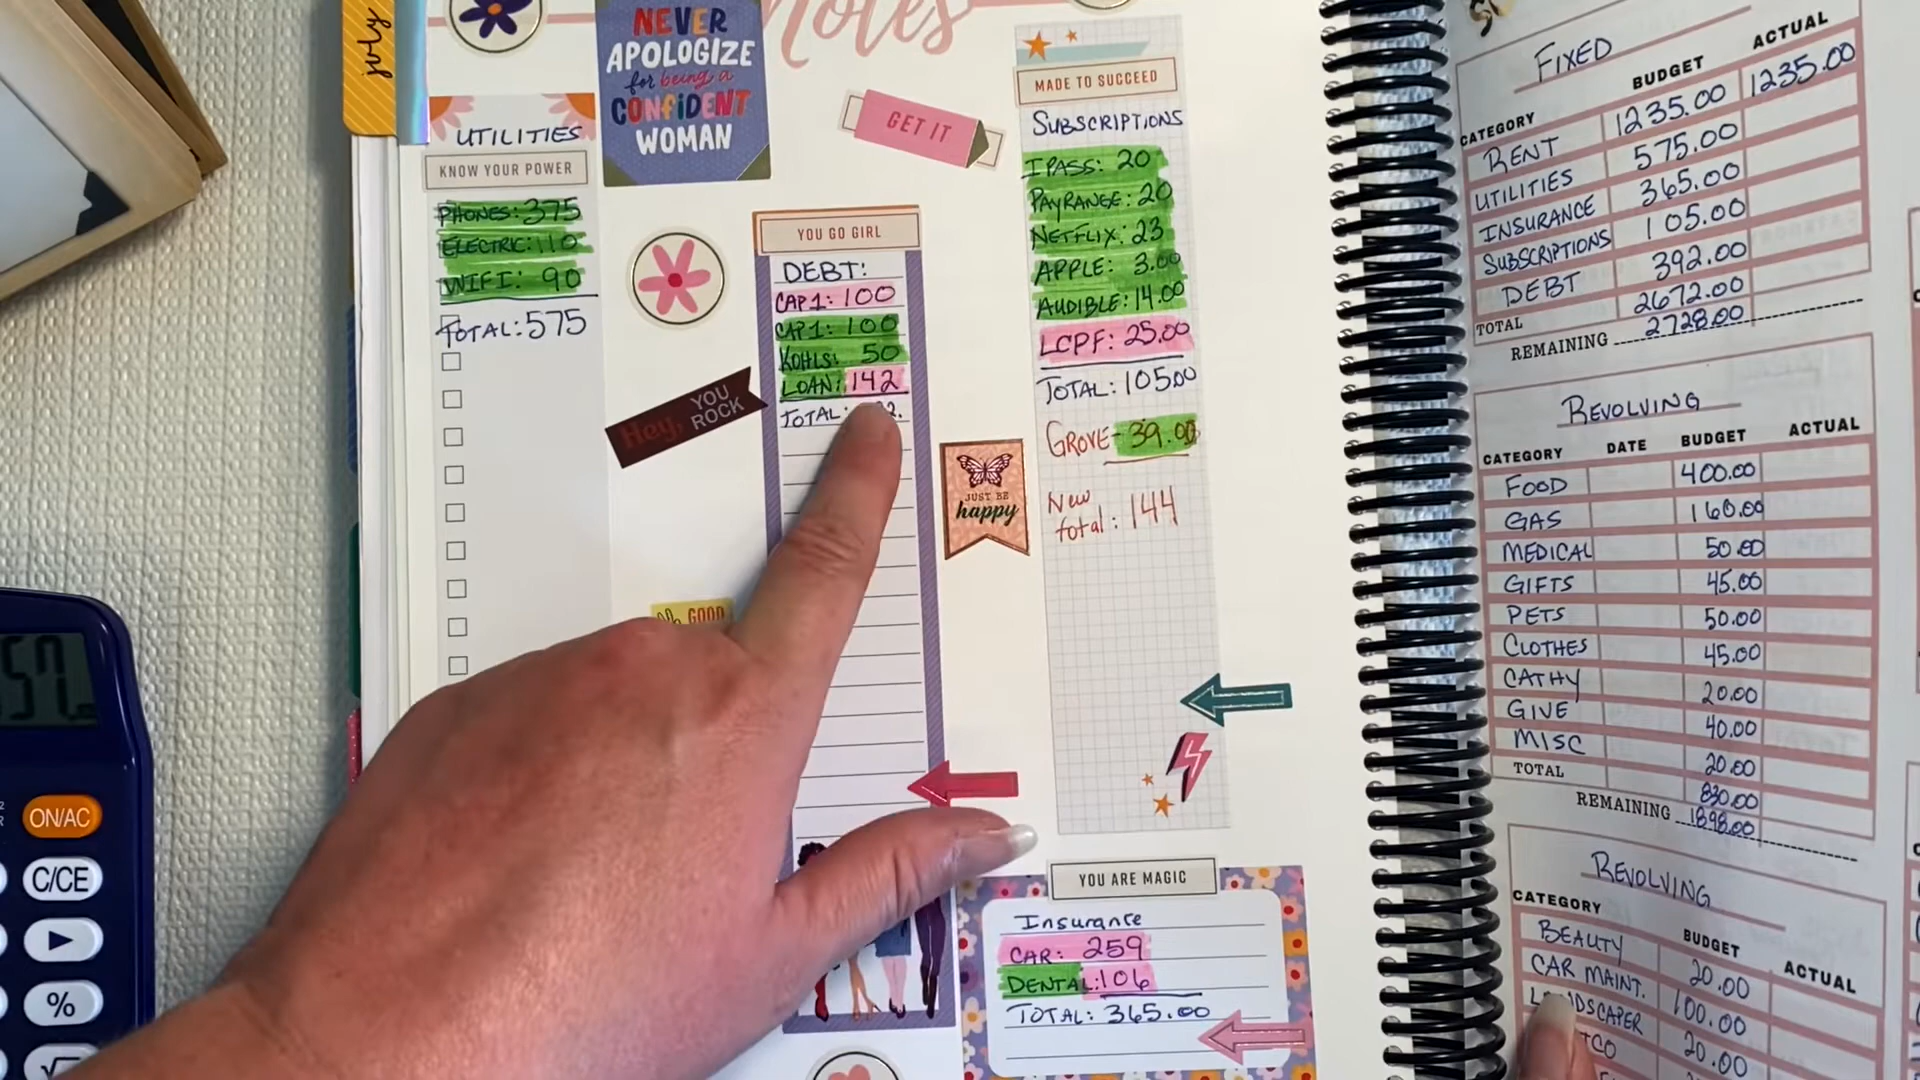 july
Notes
NEVER
APOLOGIZE
for being a
CONFIDENT
WOMAN
UTILITIES
KNOW YOUR POWER
PHONES: 375
ELECTRIC: 110
WIFI: 90
TOTAL: 575
GET IT
YOU GO GIRL
DEBT:
CAP1: 100
CAP1: 100
KOHLS: 50
LOAN: 142
TOTAL:
Hey, YOU
ROCK
GOOD
MADE TO SUCCEED
SUBSCRIPTIONS
IPASS: 20
PAYRANGE: 20
NETFLIX: 23
APPLE: 3.00
AUDIBLE: 14.00
LCPF: 25.00
TOTAL: 105.00
GROVE- 39.00
New
total: 144
JUST BE
happy
YOU ARE MAGIC
Insurance
CAR: 259
DENTAL: 106
TOTAL: 365.00
57
ON/AC
C/CE
%
√
FIXED
CATEGORY BUDGET ACTUAL
RENT 1235.00 1235.00
UTILITIES 575.00
INSURANCE 365.00
SUBSCRIPTIONS 105.00
DEBT 392.00
TOTAL 2672.00
REMAINING 2728.00
REVOLVING
CATEGORY DATE BUDGET ACTUAL
FOOD 400.00
GAS 160.00
MEDICAL 50.00
GIFTS 45.00
PETS 50.00
CLOTHES 45.00
CATHY 20.00
GIVE 40.00
MISC 20.00
TOTAL 830.00
REMAINING 1898.00
REVOLVING
CATEGORY BUDGET ACTUAL
BEAUTY 20.00
CAR MAINT. 100.00
20.00